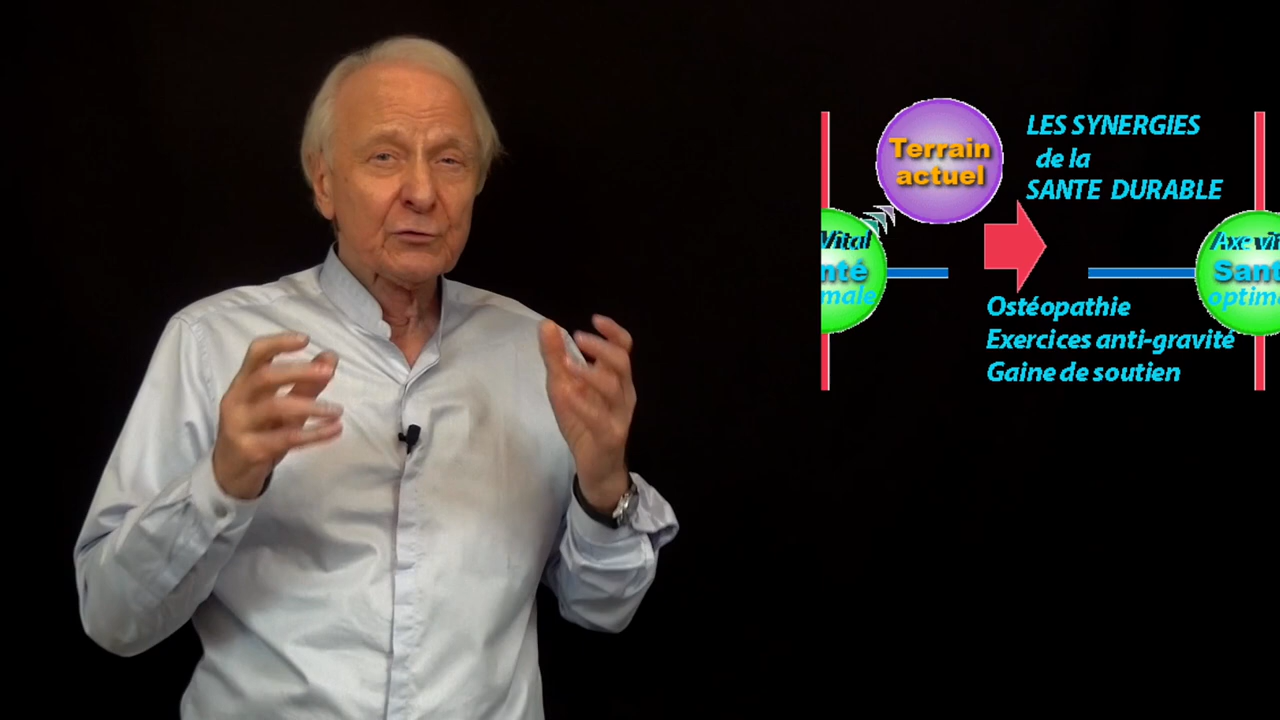 Terrain
actuel
LES SYNERGIES
de la
SANTE DURABLE
Vital
nté
male
Axe vit
Sant
optim
Ostéopathie
Exercices anti-gravité
Gaine de soutien